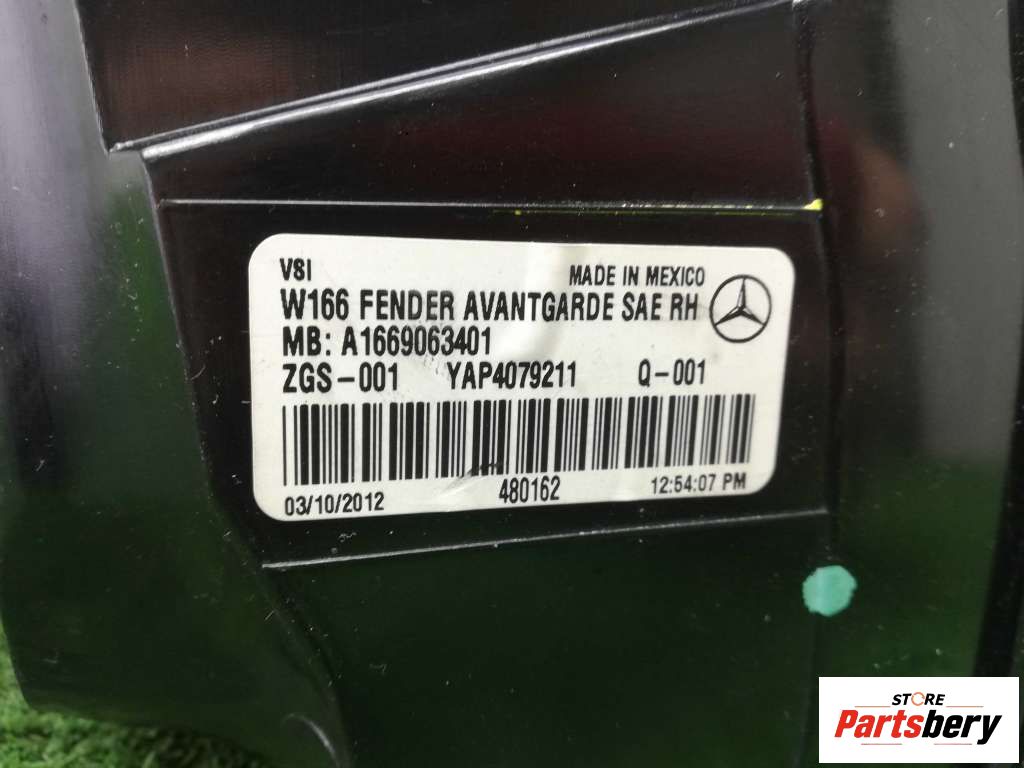 VSI MADE IN MEXICO
W166 FENDER AVANTGARDE SAE RH
MB: A1669063401
ZGS-001 YAP4079211 Q-001
03/10/2012 480162 12:54:07 PM
STORE
Partsbery